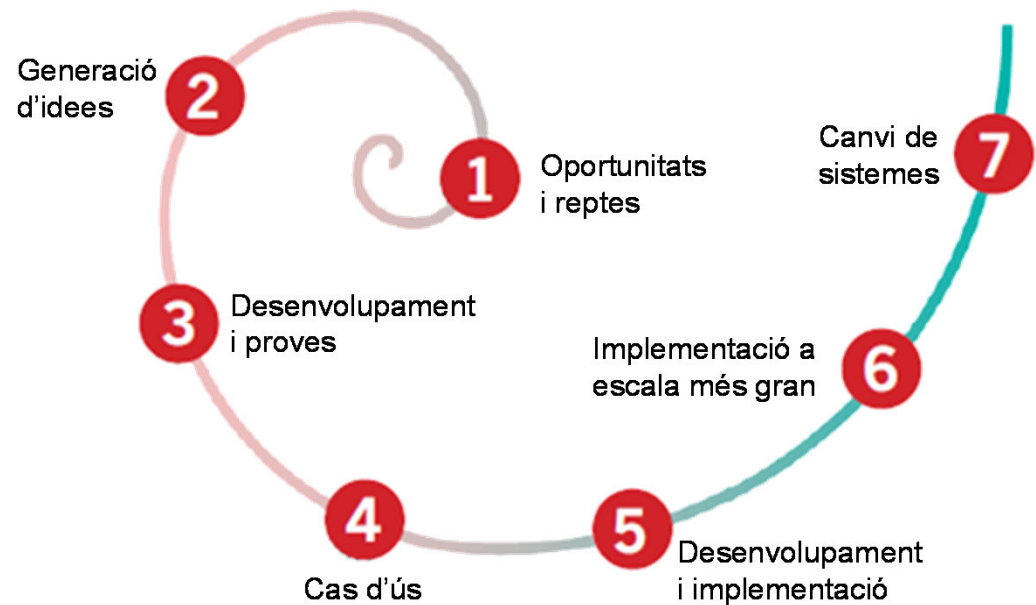 1
Oportunitats
i reptes
2
Generació
d'idees
3
Desenvolupament
i proves
4
Cas d'ús
5
Desenvolupament
i implementació
6
Implementació a
escala més gran
7
Canvi de
sistemes